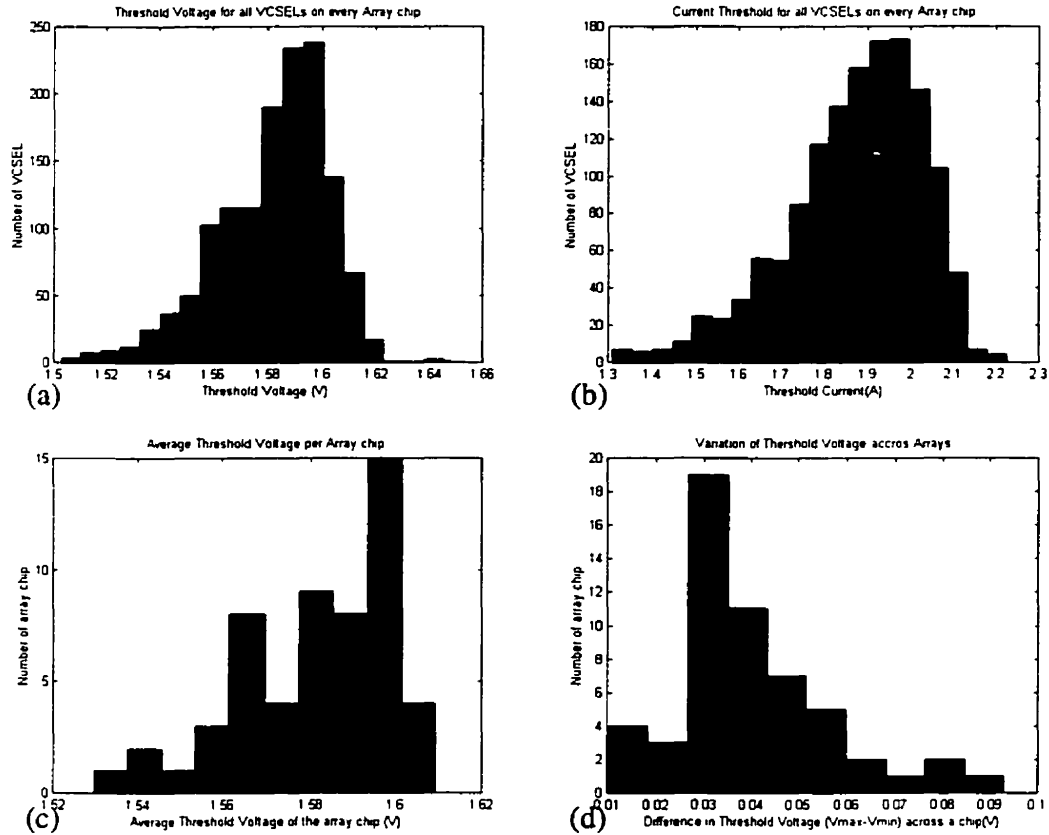 Threshold Voltage for all VCSELs on every Array chip
250
200
150
100
50
0
Number of VCSEL
1.5 1.52 1.54 1.56 1.58 1.6 1.62 1.64 1.66
Threshold Voltage (V)
(a)
Current Threshold for all VCSELs on every Array chip
180
160
140
120
100
80
60
40
20
0
Number of VCSEL
1.3 1.4 1.5 1.6 1.7 1.8 1.9 2 2.1 2.2 2.3
Threshold Current(A)
(b)
Average Threshold Voltage per Array chip
15
10
5
0
Number of array chip
1.52 1.54 1.56 1.58 1.6 1.62
Average Threshold Voltage of the array chip (V)
(c)
Variation of Thershold Voltage accros Arrays
20
18
16
14
12
10
8
6
4
2
0
Number of array chip
0.01 0.02 0.03 0.04 0.05 0.06 0.07 0.08 0.09 0.1
Difference in Threshold Voltage (Vmax-Vmin) across a chip(V)
(d)